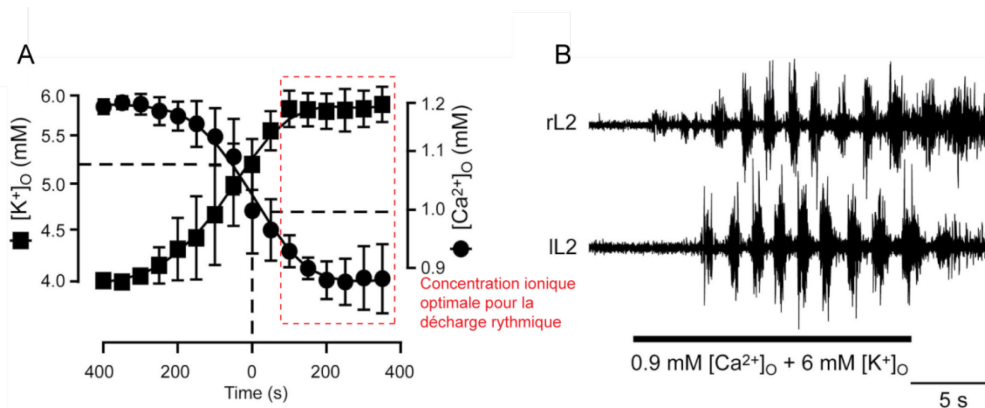 A
B
6.0
5.5
5.0
4.5
4.0
[K⁺]O (mM)
1.2
1.1
1.0
0.9
[Ca²⁺]O (mM)
Concentration ionique
optimale pour la
décharge rythmique
400 200 0 200 400
Time (s)
rL2
lL2
0.9 mM [Ca²⁺]O + 6 mM [K⁺]O
5 s